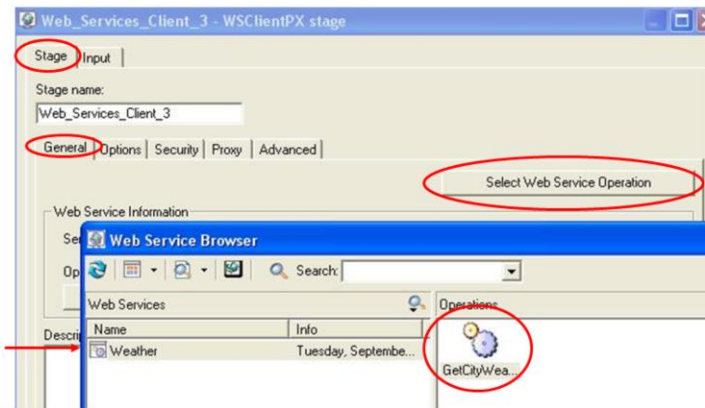 Web_Services_Client_3 - WSClientPX stage
Stage Input
Stage name:
Web_Services_Client_3
General Options Security Proxy Advanced
Select Web Service Operation
Web Service Information
Web Service Browser
Search:
Web Services Operations
Name Info
Weather Tuesday, Septembe...
GetCityWea...